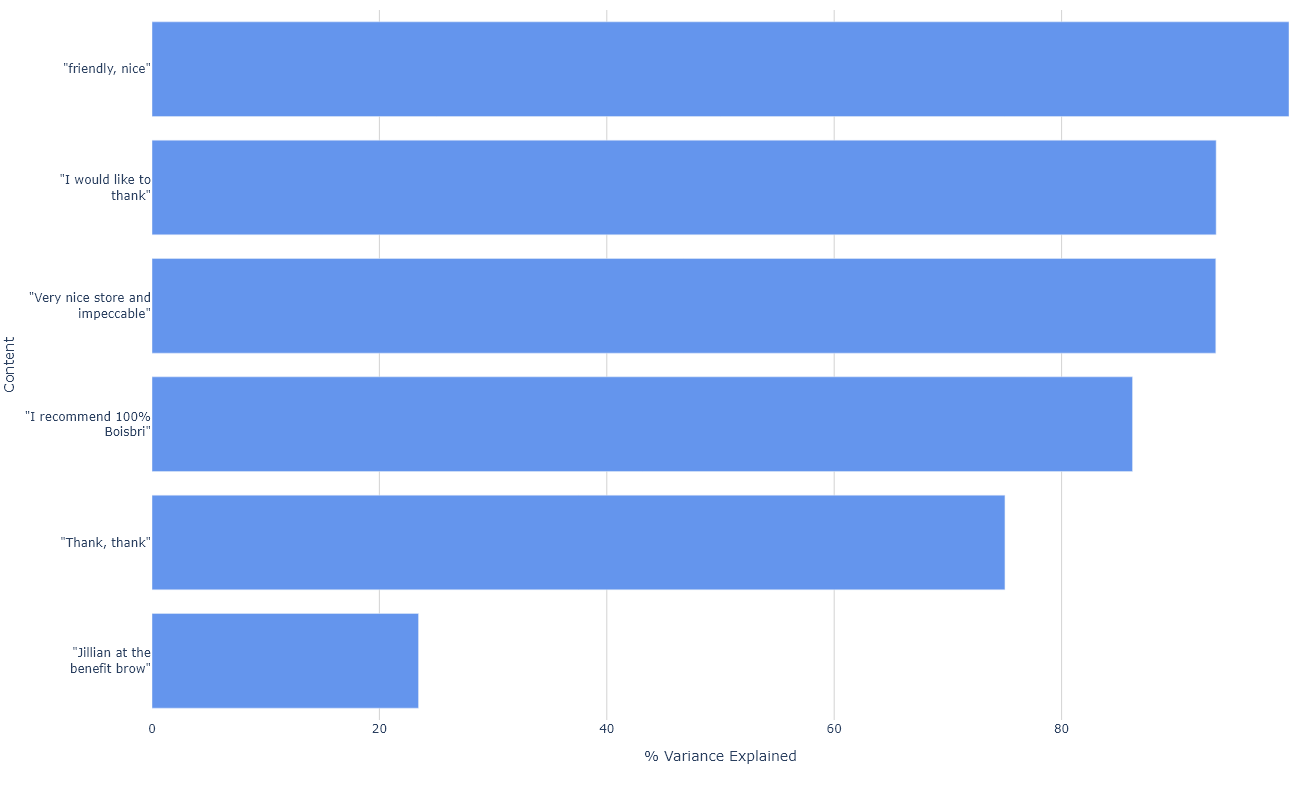 "friendly, nice"
"I would like to
thank"
"Very nice store and
impeccable"
"I recommend 100%
Boisbri"
"Thank, thank"
"Jillian at the
benefit brow"
Content
0 20 40 60 80
% Variance Explained